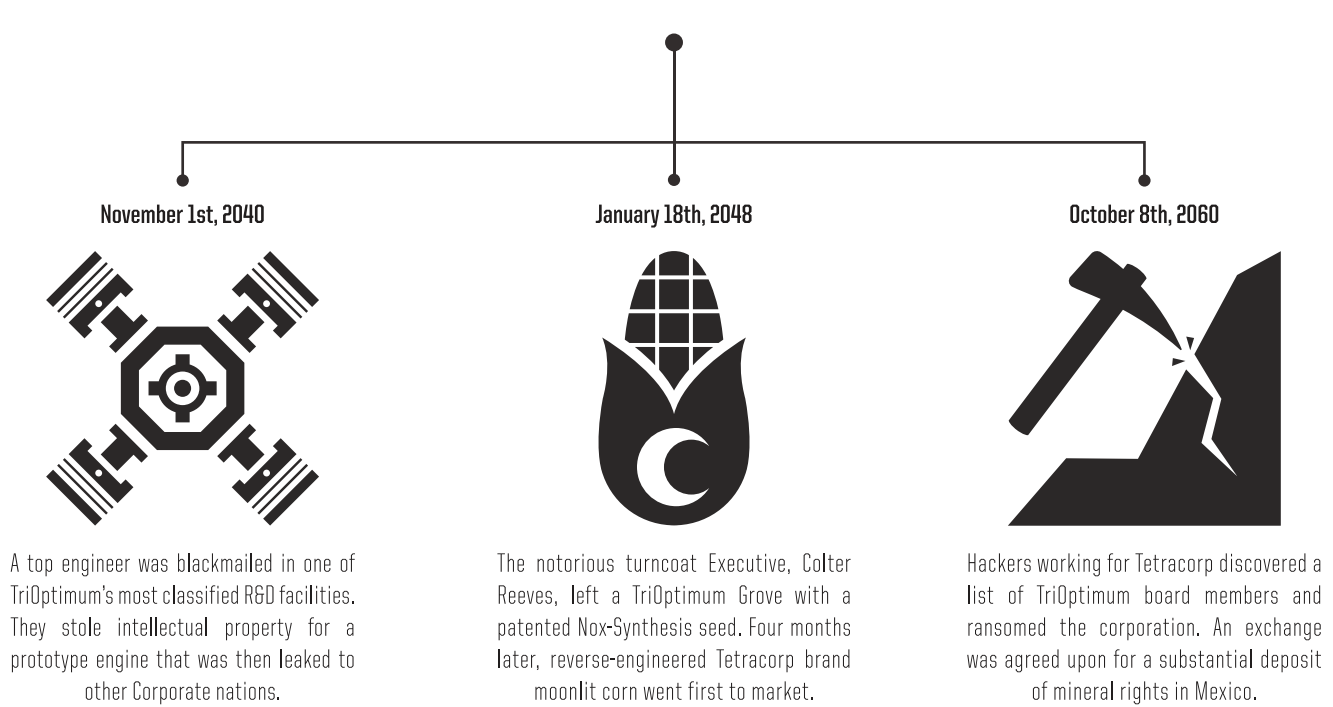 November 1st, 2040
A top engineer was blackmailed in one of
TriOptimum's most classified R&D facilities.
They stole intellectual property for a
prototype engine that was then leaked to
other Corporate nations.
January 18th, 2048
The notorious turncoat Executive, Colter
Reeves, left a TriOptimum Grove with a
patented Nox-Synthesis seed. Four months
later, reverse-engineered Tetracorp brand
moonlit corn went first to market.
October 8th, 2060
Hackers working for Tetracorp discovered a
list of TriOptimum board members and
ransomed the corporation. An exchange
was agreed upon for a substantial deposit
of mineral rights in Mexico.